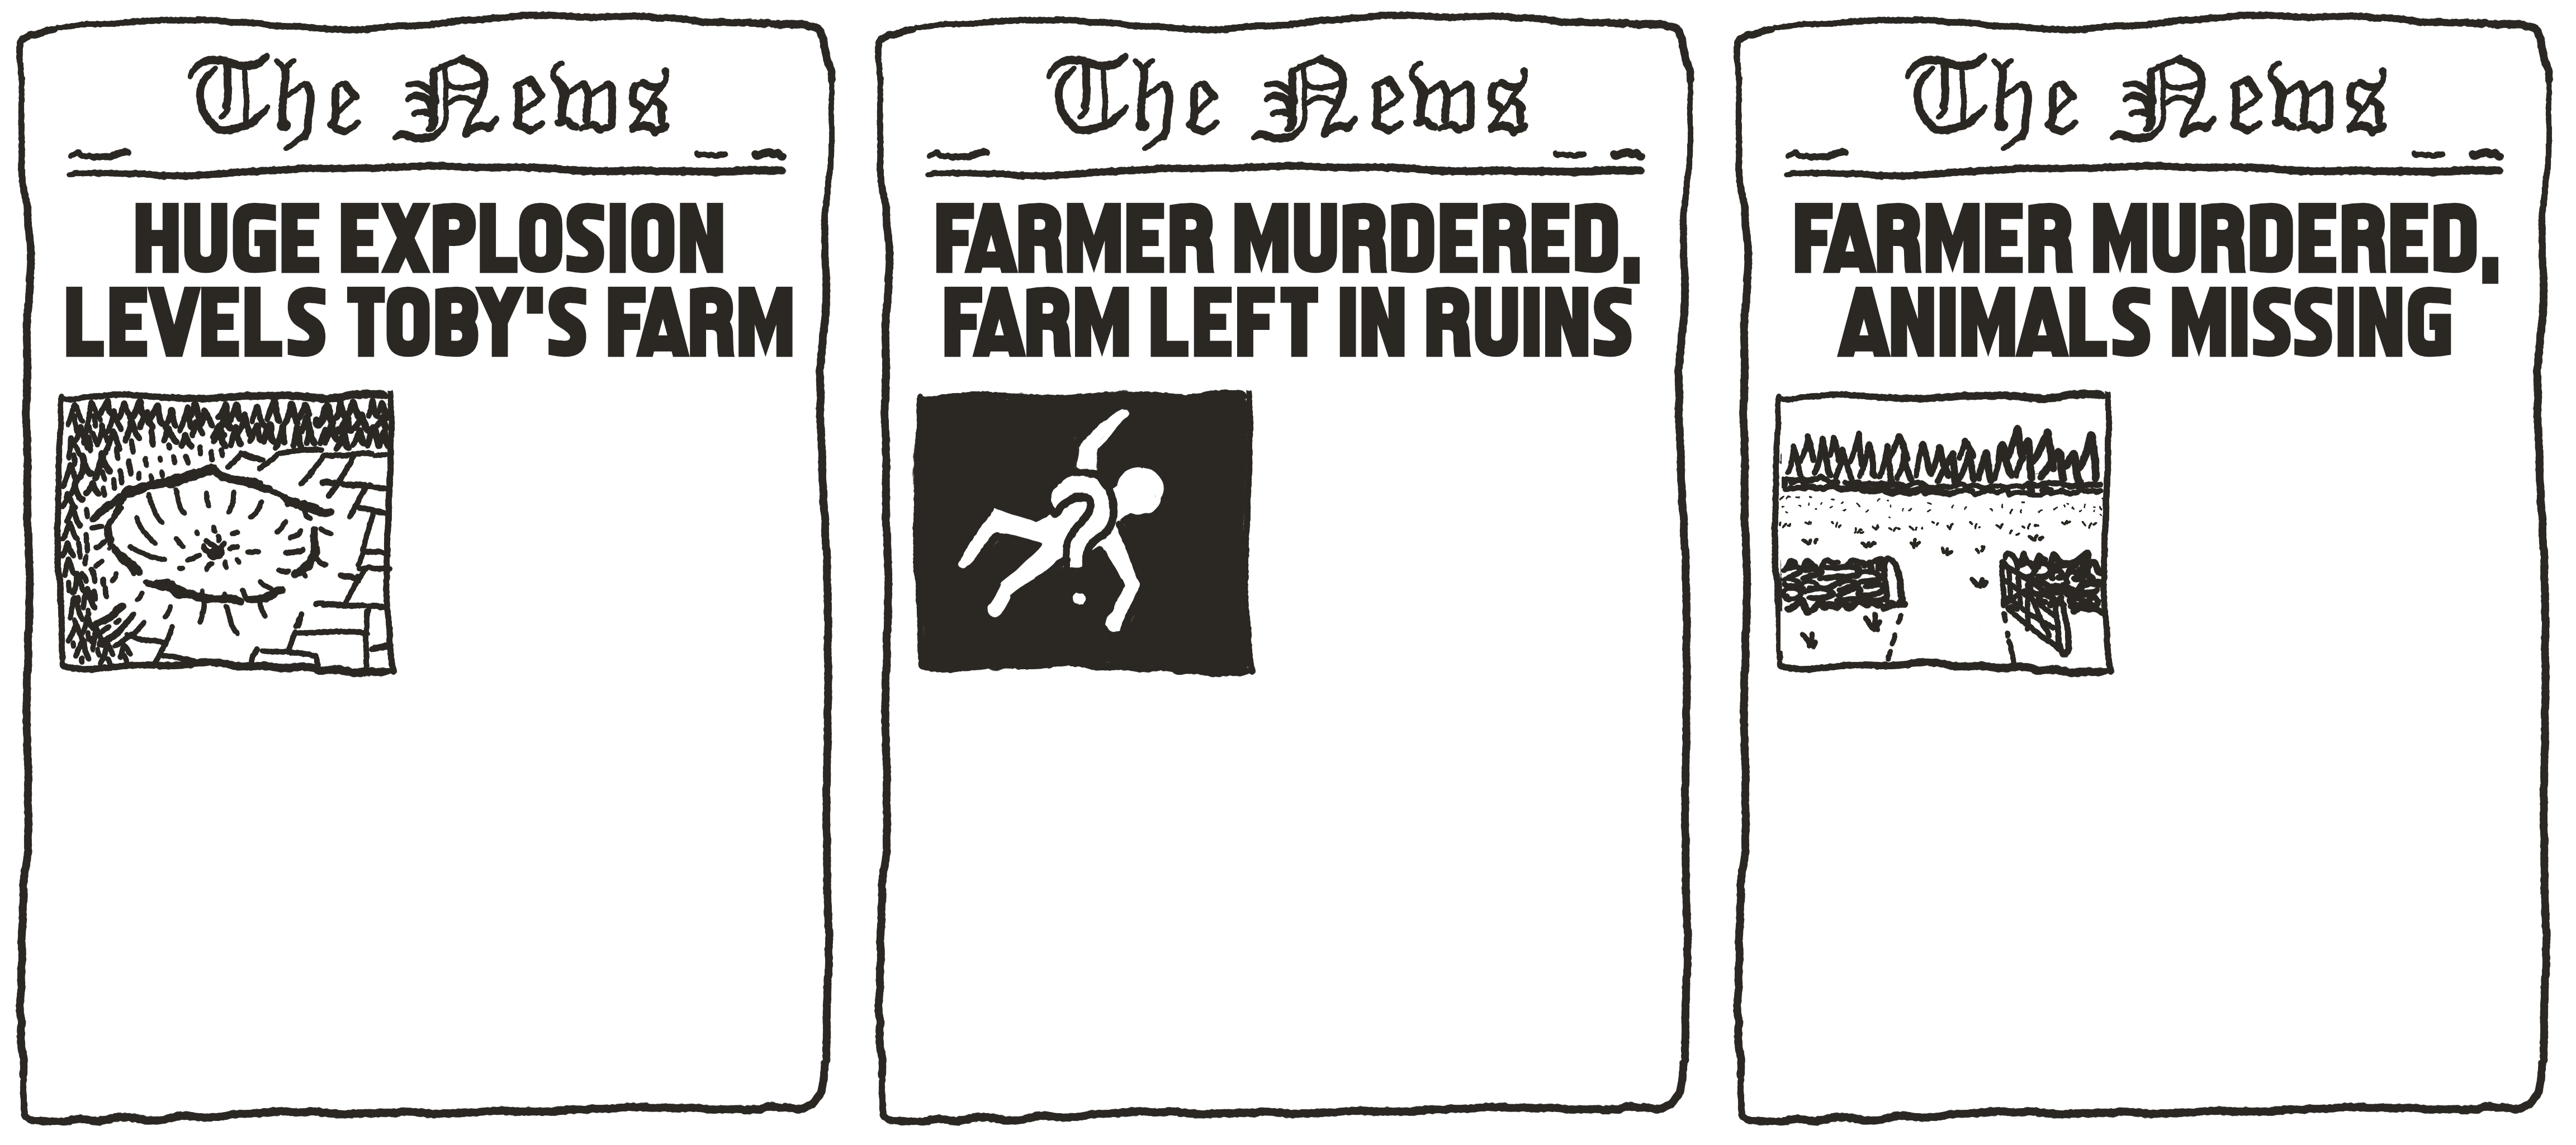 The News
HUGE EXPLOSION
LEVELS TOBY'S FARM
The News
FARMER MURDERED,
FARM LEFT IN RUINS
The News
FARMER MURDERED,
ANIMALS MISSING